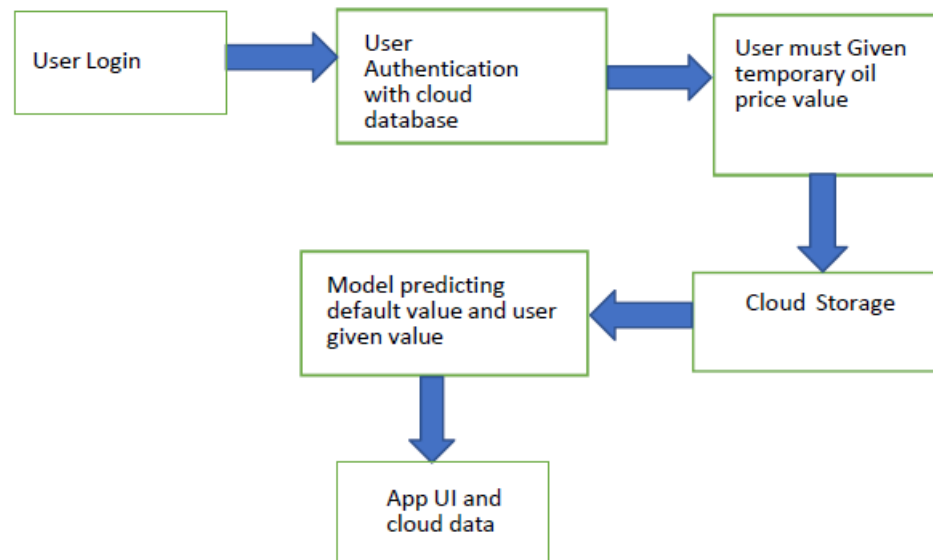 User Login
User
Authentication
with cloud
database
User must Given
temporary oil
price value
Cloud Storage
Model predicting
default value and user
given value
App UI and
cloud data